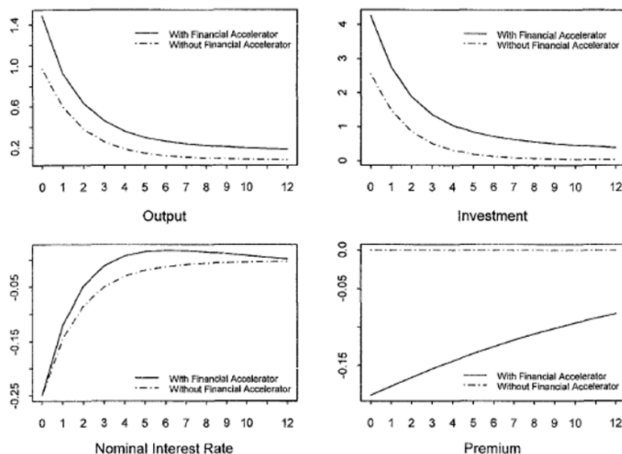 1.4
1.0
0.6
0.2
With Financial Accelerator
Without Financial Accelerator
0 1 2 3 4 5 6 7 8 9 10 12
Output
4
3
2
1
0
With Financial Accelerator
Without Financial Accelerator
0 1 2 3 4 5 6 7 8 9 10 12
Investment
-0.05
-0.15
-0.25
With Financial Accelerator
Without Financial Accelerator
0 1 2 3 4 5 6 7 8 9 10 12
Nominal Interest Rate
0.0
-0.05
-0.15
With Financial Accelerator
Without Financial Accelerator
0 1 2 3 4 5 6 7 8 9 10 12
Premium